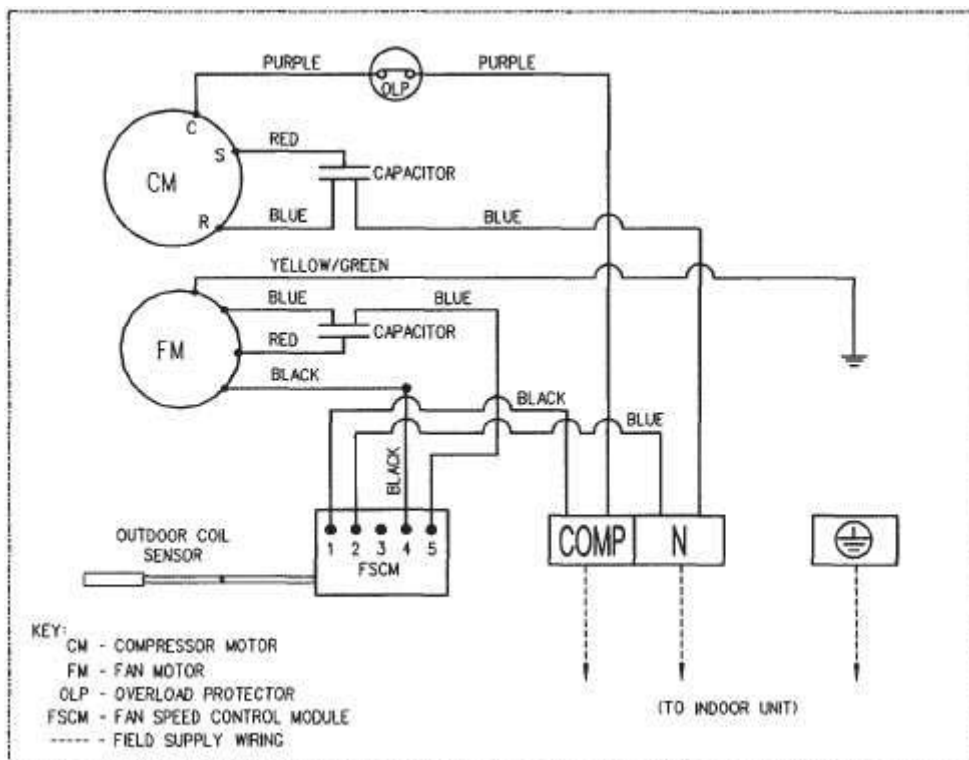 PURPLE
PURPLE
OLP
C
S
RED
CM
CAPACITOR
R
BLUE
BLUE
YELLOW/GREEN
BLUE
BLUE
RED
CAPACITOR
FM
BLACK
BLACK
BLUE
BLACK
OUTDOOR COIL
SENSOR
1 2 3 4 5
FSCM
COMP N
KEY:
CM - COMPRESSOR MOTOR
FM - FAN MOTOR
OLP - OVERLOAD PROTECTOR
FSCM - FAN SPEED CONTROL MODULE
----- - FIELD SUPPLY WIRING
(TO INDOOR UNIT)